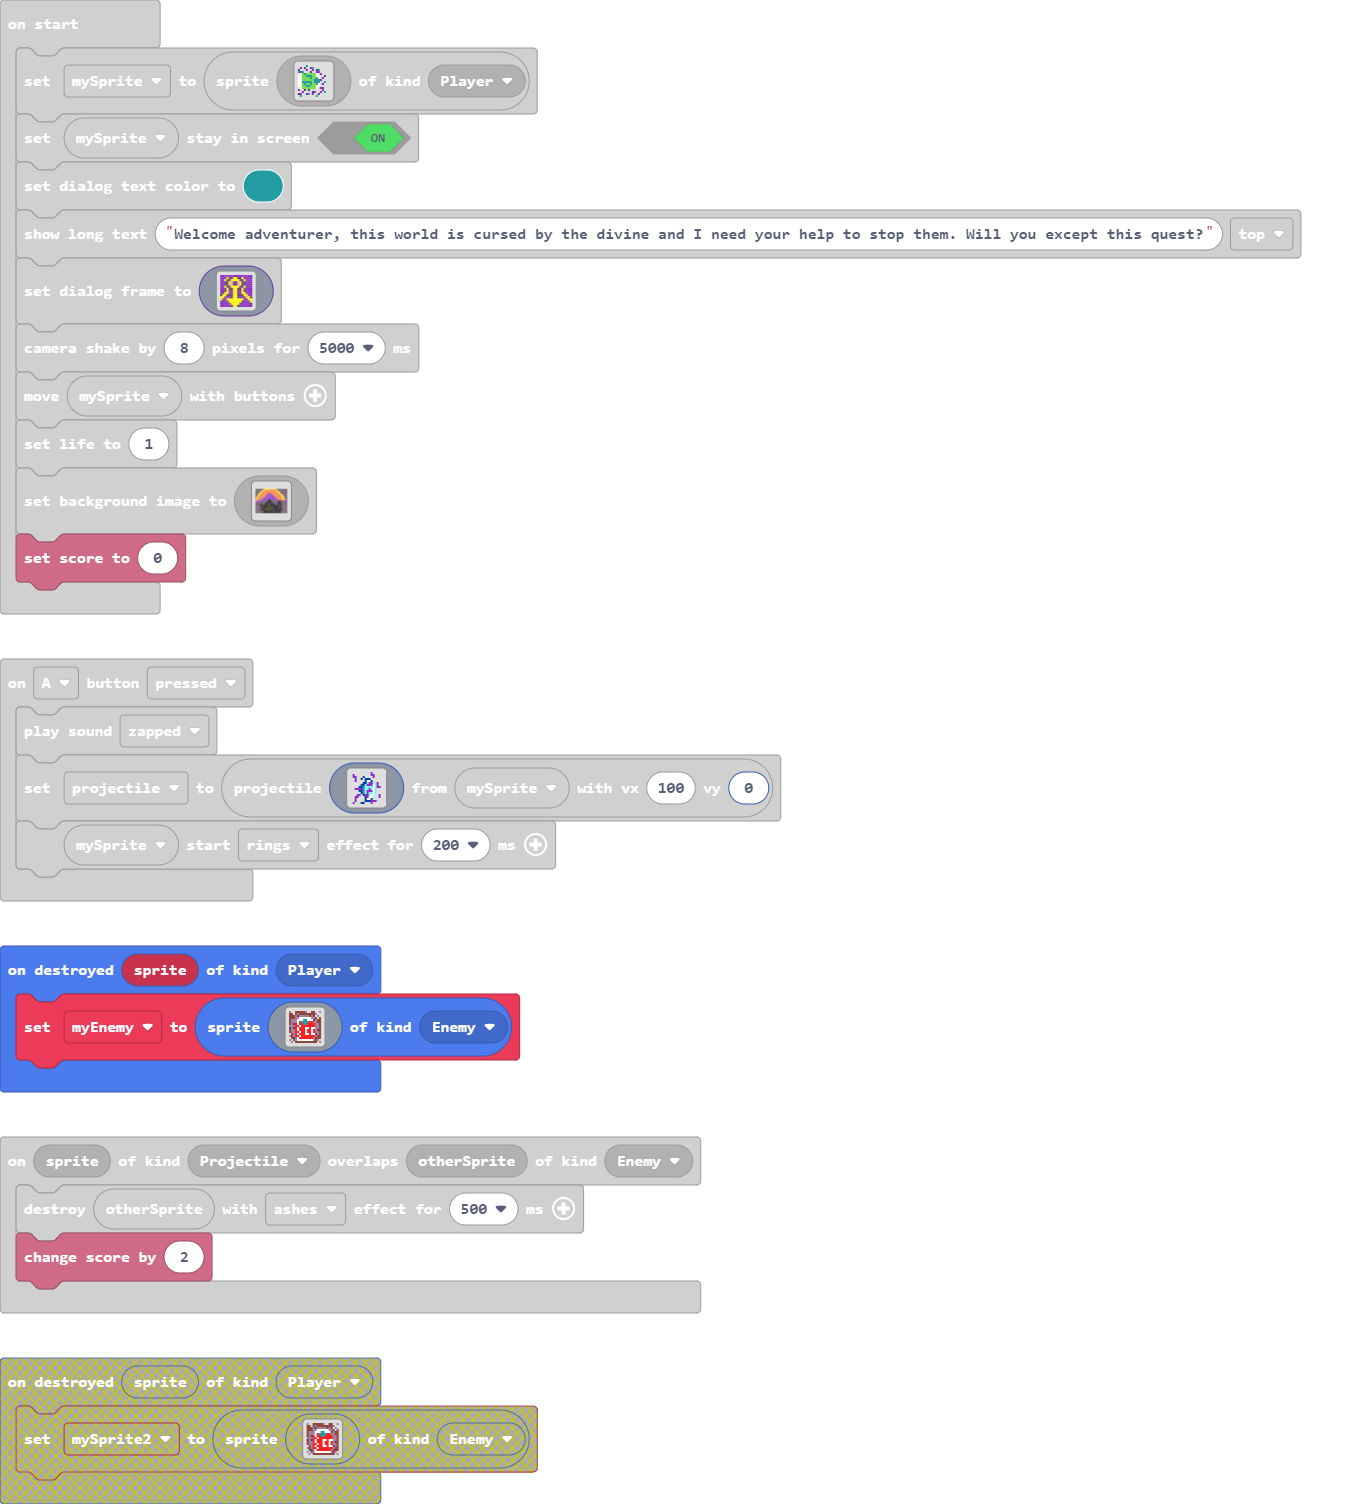 on start
set mySprite to sprite of kind Player
set mySprite stay in screen ON
set dialog text color to
show long text "Welcome adventurer, this world is cursed by the divine and I need your help to stop them. Will you except this quest?" top
set dialog frame to
camera shake by 8 pixels for 5000 ms
move mySprite with buttons
set life to 1
set background image to
set score to 0
on A button pressed
play sound zapped
set projectile to projectile from mySprite with vx 100 vy 0
mySprite start rings effect for 200 ms
on destroyed sprite of kind Player
set myEnemy to sprite of kind Enemy
on sprite of kind Projectile overlaps otherSprite of kind Enemy
destroy otherSprite with ashes effect for 500 ms
change score by 2
on destroyed sprite of kind Player
set mySprite2 to sprite of kind Enemy